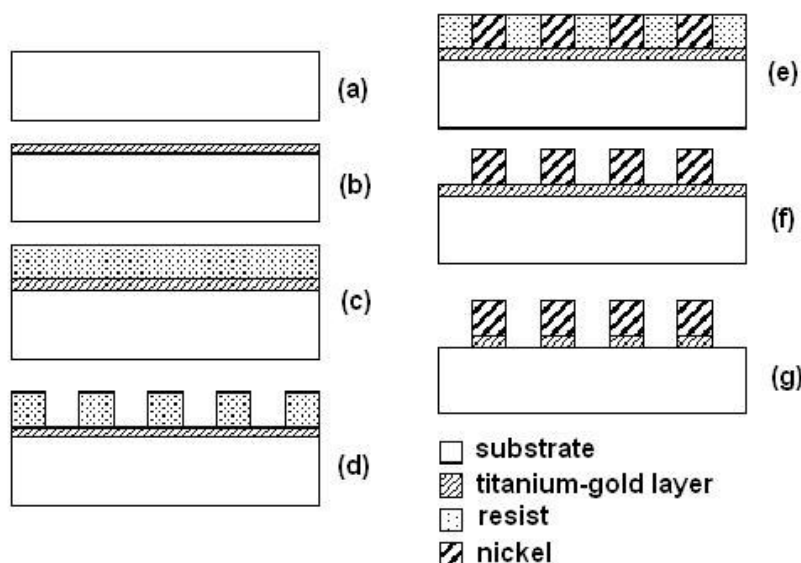 (a)
(b)
(c)
(d)
(e)
(f)
(g)
substrate
titanium-gold layer
resist
nickel